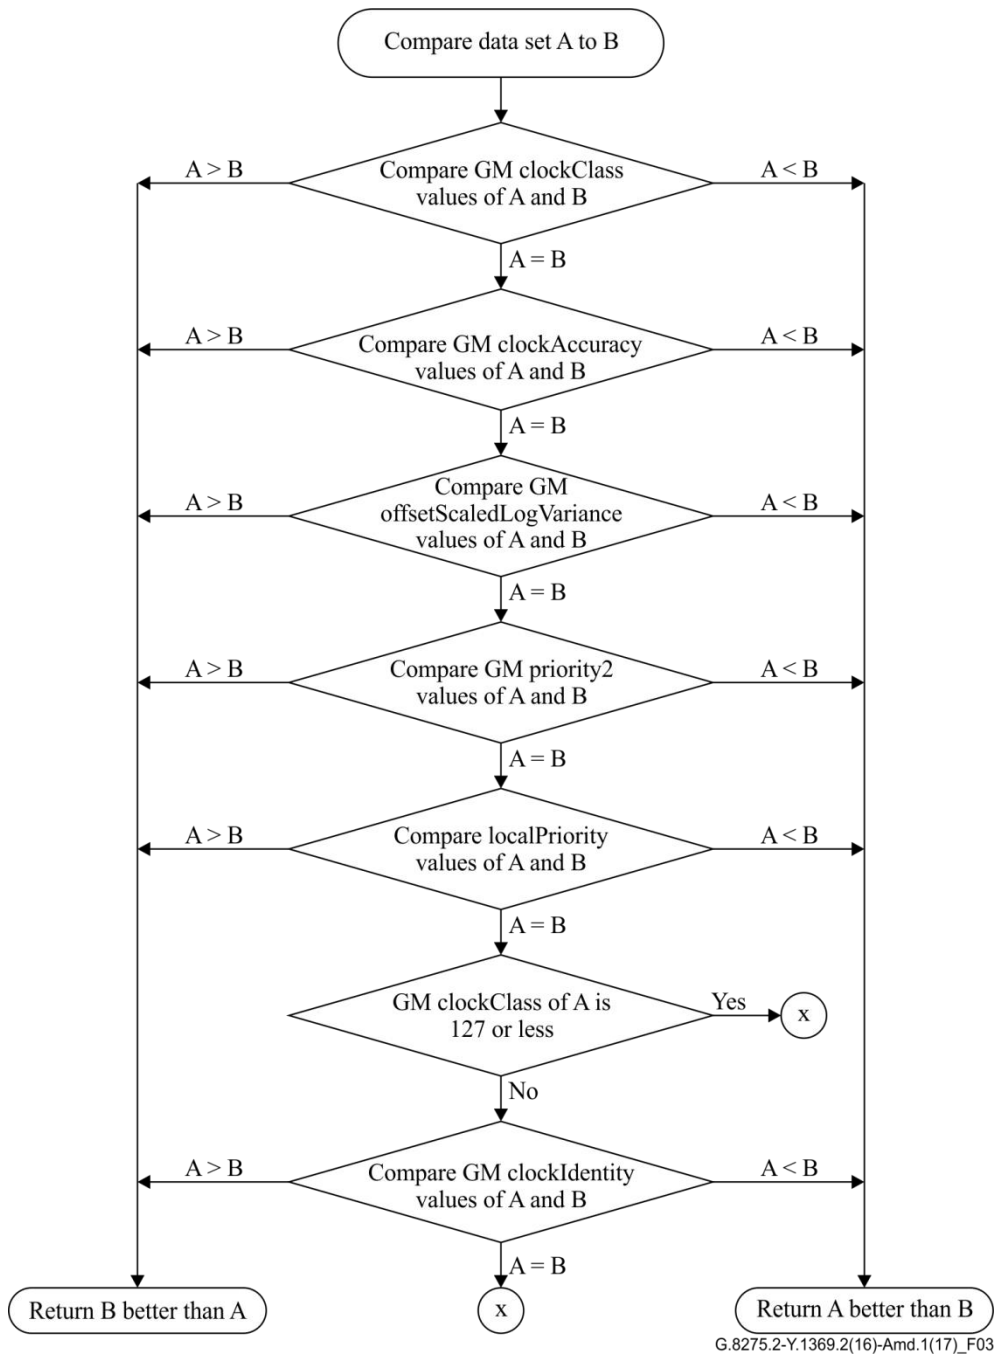 Compare data set A to B
Compare GM clockClass
values of A and B
A > B
A < B
A = B
Compare GM clockAccuracy
values of A and B
A > B
A < B
A = B
Compare GM
offsetScaledLogVariance
values of A and B
A > B
A < B
A = B
Compare GM priority2
values of A and B
A > B
A < B
A = B
Compare localPriority
values of A and B
A > B
A < B
A = B
GM clockClass of A is
127 or less
Yes
x
No
Compare GM clockIdentity
values of A and B
A > B
A < B
A = B
Return B better than A
x
Return A better than B
G.8275.2-Y.1369.2(16)-Amd.1(17)_F03